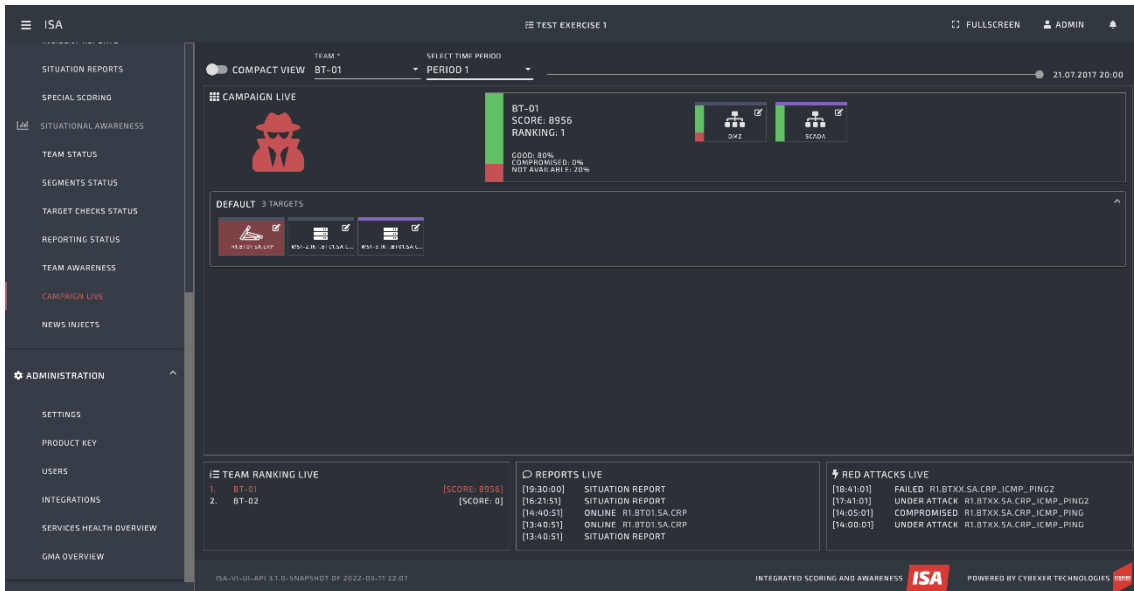 ISA
TEST EXERCISE 1
FULLSCREEN
ADMIN
SITUATION REPORTS
SPECIAL SCORING
SITUATIONAL AWARENESS
TEAM STATUS
SEGMENTS STATUS
TARGET CHECKS STATUS
REPORTING STATUS
TEAM AWARENESS
CAMPAIGN LIVE
NEWS INJECTS
ADMINISTRATION
SETTINGS
PRODUCT KEY
USERS
INTEGRATIONS
SERVICES HEALTH OVERVIEW
GMA OVERVIEW
COMPACT VIEW
TEAM *
BT-01
SELECT TIME PERIOD
PERIOD 1
21.07.2017 20:00
CAMPAIGN LIVE
BT-01
SCORE: 8956
RANKING: 1
GOOD: 80%
COMPROMISED: 0%
NOT AVAILABLE: 20%
DMZ
SCADA
DEFAULT 3 TARGETS
R1.BT01.SA.CRP
TEAM RANKING LIVE
1. BT-01 [SCORE: 8956]
2. BT-02 [SCORE: 0]
REPORTS LIVE
[19:30:00] SITUATION REPORT
[16:21:51] SITUATION REPORT
[14:40:51] ONLINE R1.BT01.SA.CRP
[13:40:51] ONLINE R1.BT01.SA.CRP
[13:40:51] SITUATION REPORT
RED ATTACKS LIVE
[18:41:01] FAILED R1.BTXX.SA.CRP_ICMP_PING2
[17:41:01] UNDER ATTACK R1.BTXX.SA.CRP_ICMP_PING2
[14:05:01] COMPROMISED R1.BTXX.SA.CRP_ICMP_PING
[14:00:01] UNDER ATTACK R1.BTXX.SA.CRP_ICMP_PING
ISA-VI-UI-API 3.1.0-SNAPSHOT OF 2022-03-11 22:07
INTEGRATED SCORING AND AWARENESS
ISA
POWERED BY CYBEXER TECHNOLOGIES